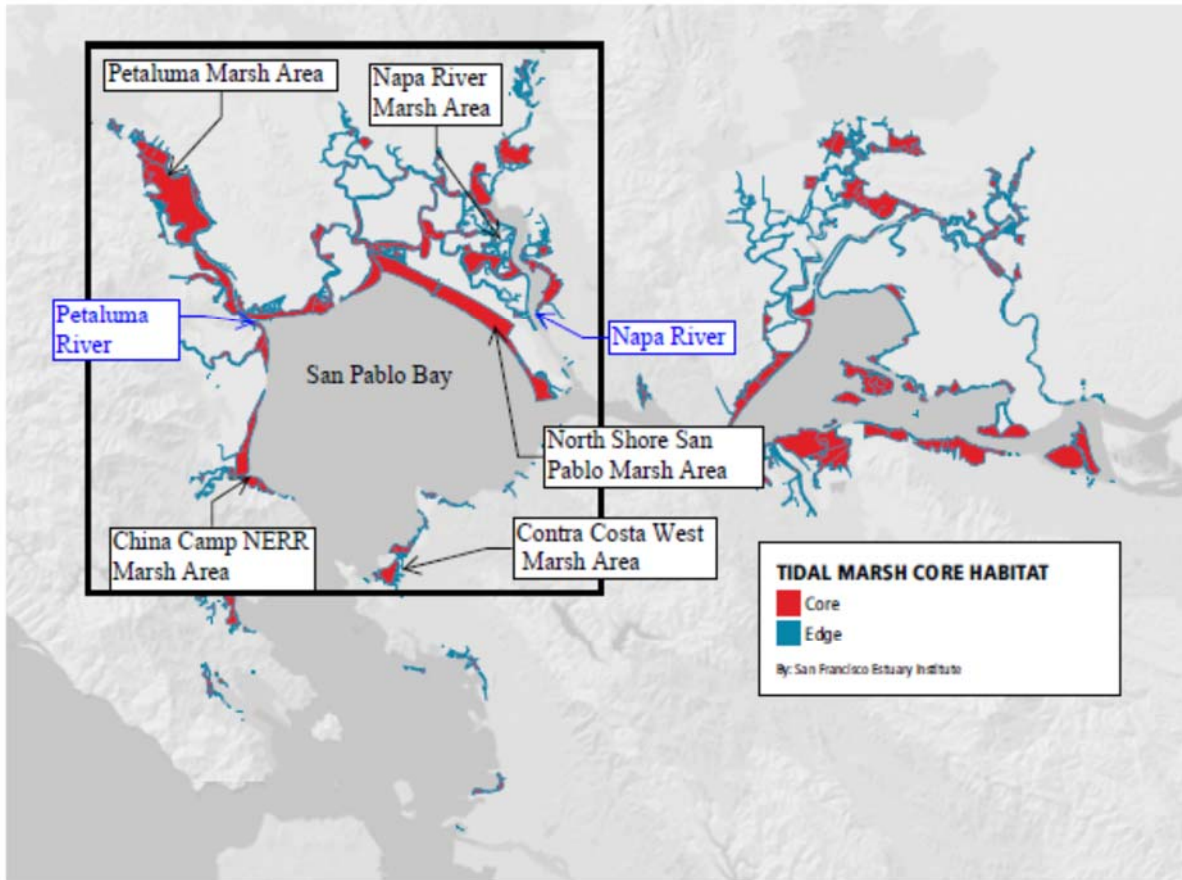 Petaluma Marsh Area
Napa River
Marsh Area
Petaluma
River
Napa River
San Pablo Bay
North Shore San
Pablo Marsh Area
China Camp NERR
Marsh Area
Contra Costa West
Marsh Area
TIDAL MARSH CORE HABITAT
Core
Edge
By: San Francisco Estuary Institute